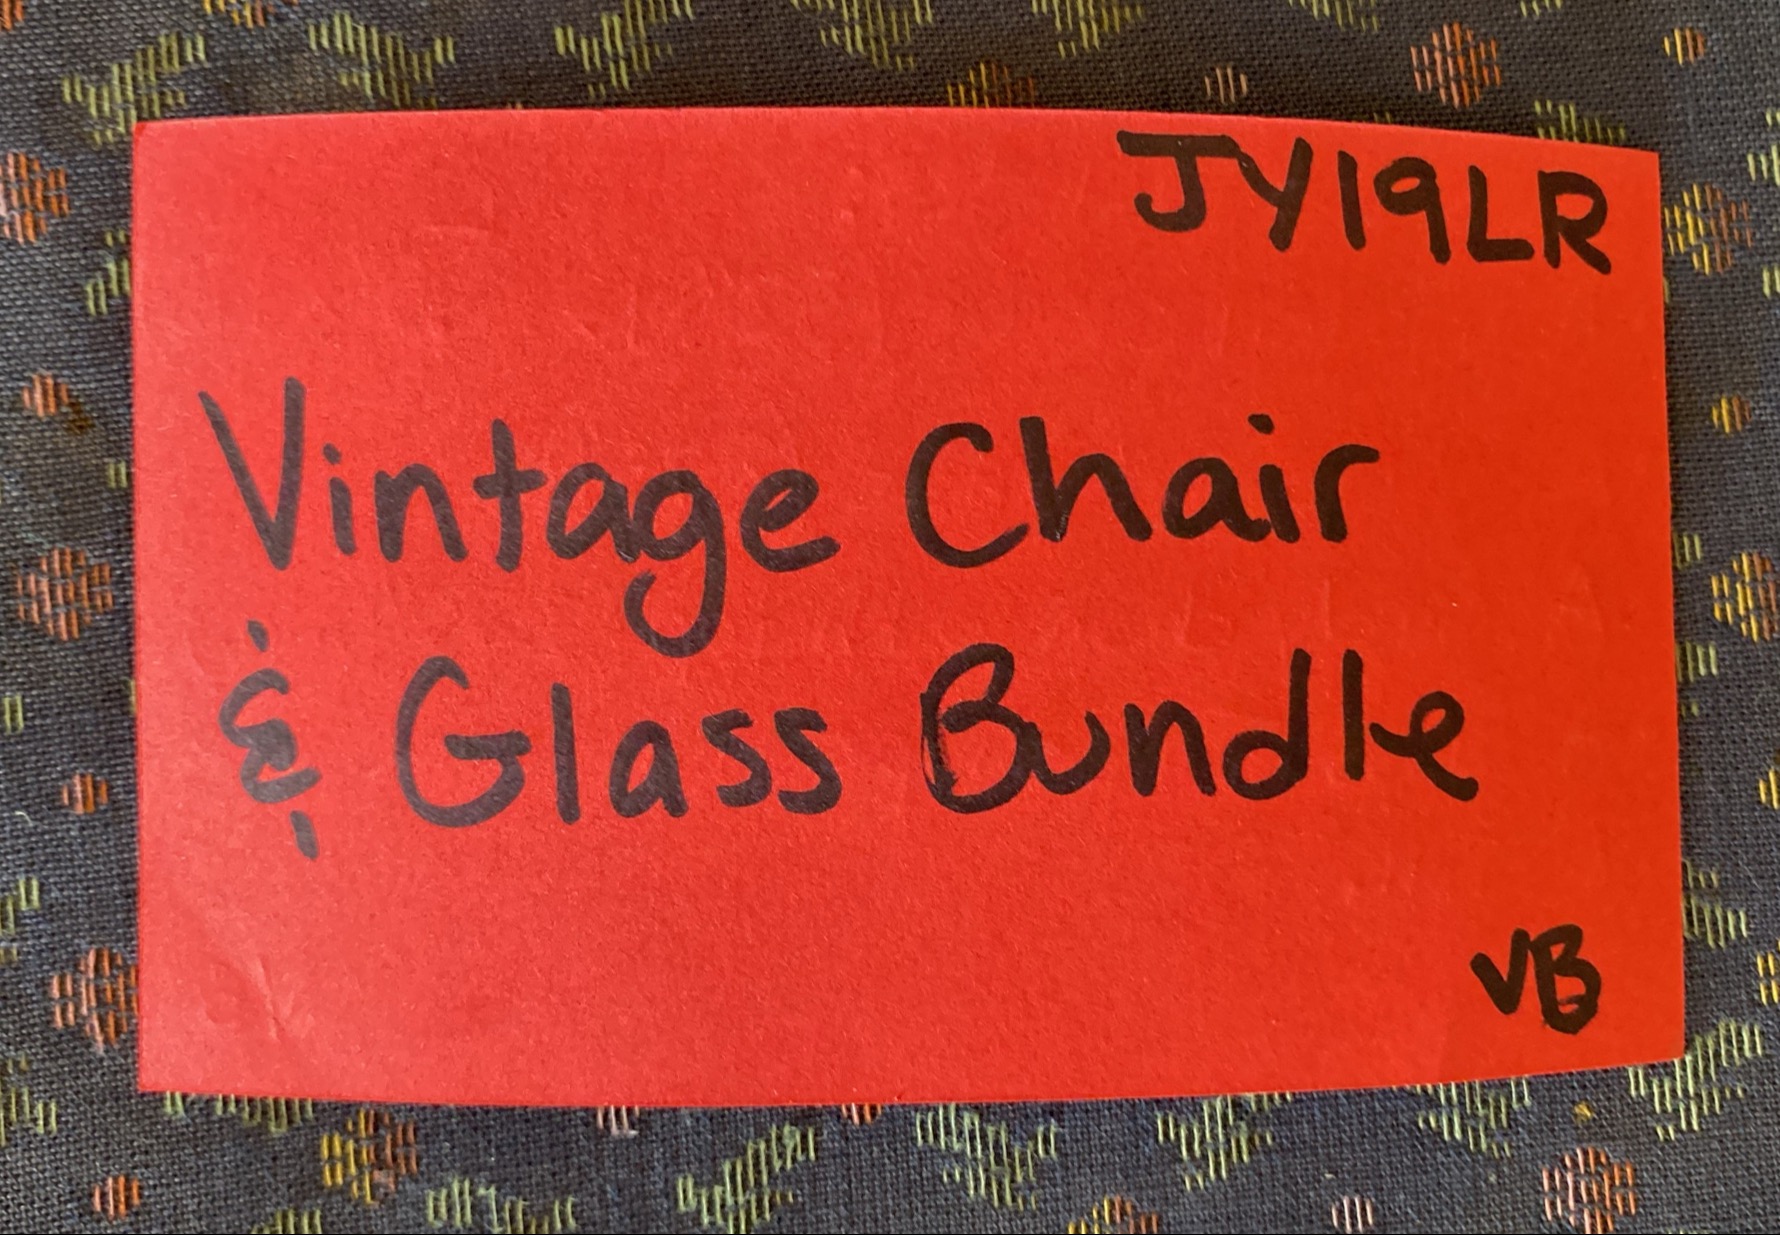 JY19LR
Vintage Chair
& Glass Bundle
VB